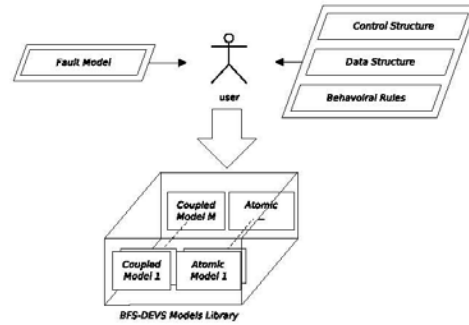 Control Structure
Fault Model
Data Structure
user
Behavoiral Rules
Coupled
Model M
Atomic
Coupled
Model 1
Atomic
Model 1
BFS-DEVS Models Library